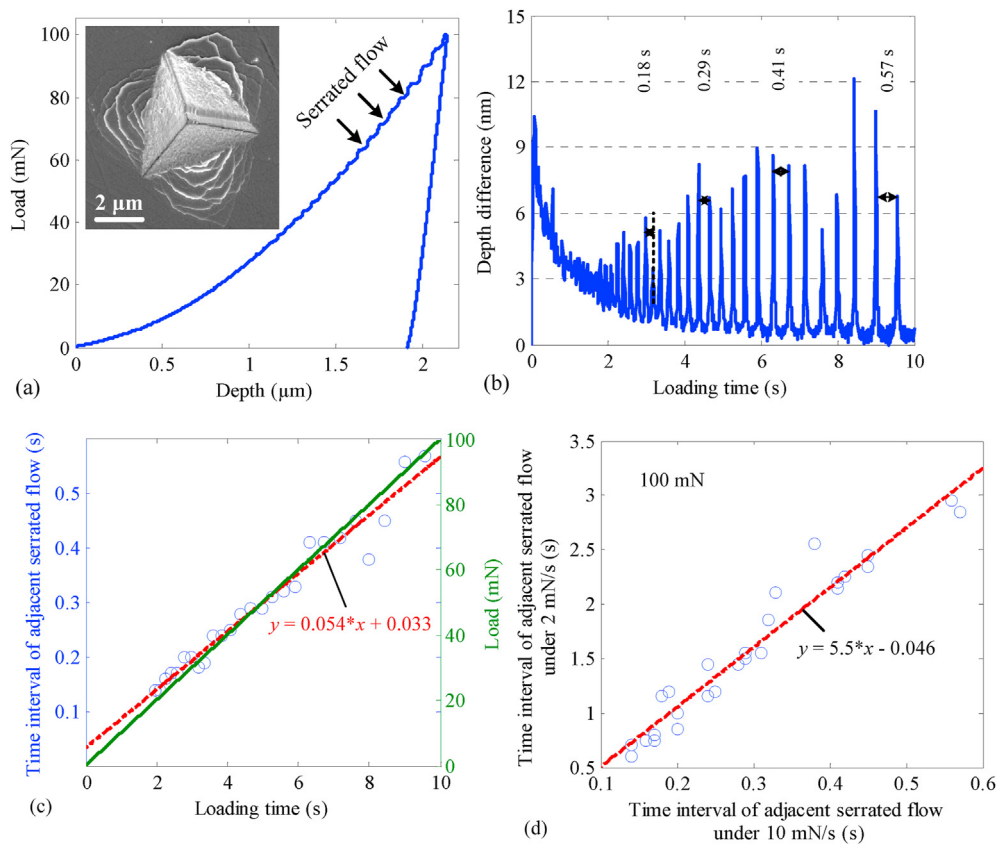 (a)
Load (mN)
100
80
60
40
20
0
0
0.5
1
1.5
2
Depth (µm)
Serrated flow
2 µm
(b)
Depth difference (nm)
15
12
9
6
3
0
0
2
4
6
8
10
Loading time (s)
0.18 s
0.29 s
0.41 s
0.57 s
(c)
Time interval of adjacent serrated flow (s)
0.5
0.4
0.3
0.2
0.1
0
2
4
6
8
10
Loading time (s)
100
80
60
40
20
0
Load (mN)
y = 0.054*x + 0.033
(d)
Time interval of adjacent serrated flow
under 2 mN/s (s)
3.5
3
2.5
2
1.5
1
0.5
0.1
0.2
0.3
0.4
0.5
0.6
Time interval of adjacent serrated flow
under 10 mN/s (s)
100 mN
y = 5.5*x - 0.046